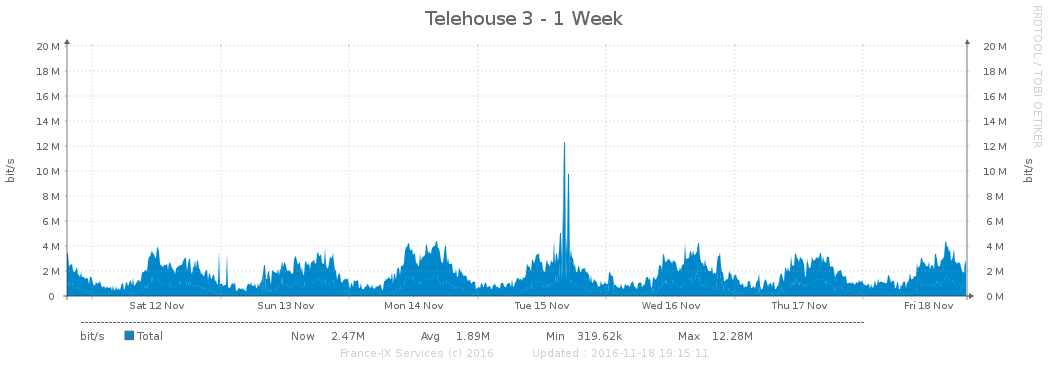 Telehouse 3 - 1 Week
RRDTOOL / TOBI OETIKER
20 M 20 M
18 M 18 M
16 M 16 M
14 M 14 M
12 M 12 M
10 M 10 M
8 M 8 M
6 M 6 M
4 M 4 M
2 M 2 M
0 0 M
bit/s bit/s
Sat 12 Nov Sun 13 Nov Mon 14 Nov Tue 15 Nov Wed 16 Nov Thu 17 Nov Fri 18 Nov
bit/s Total Now 2.47M Avg 1.89M Min 319.62k Max 12.28M
France-IX Services (c) 2016 Updated : 2016-11-18 19:15:11